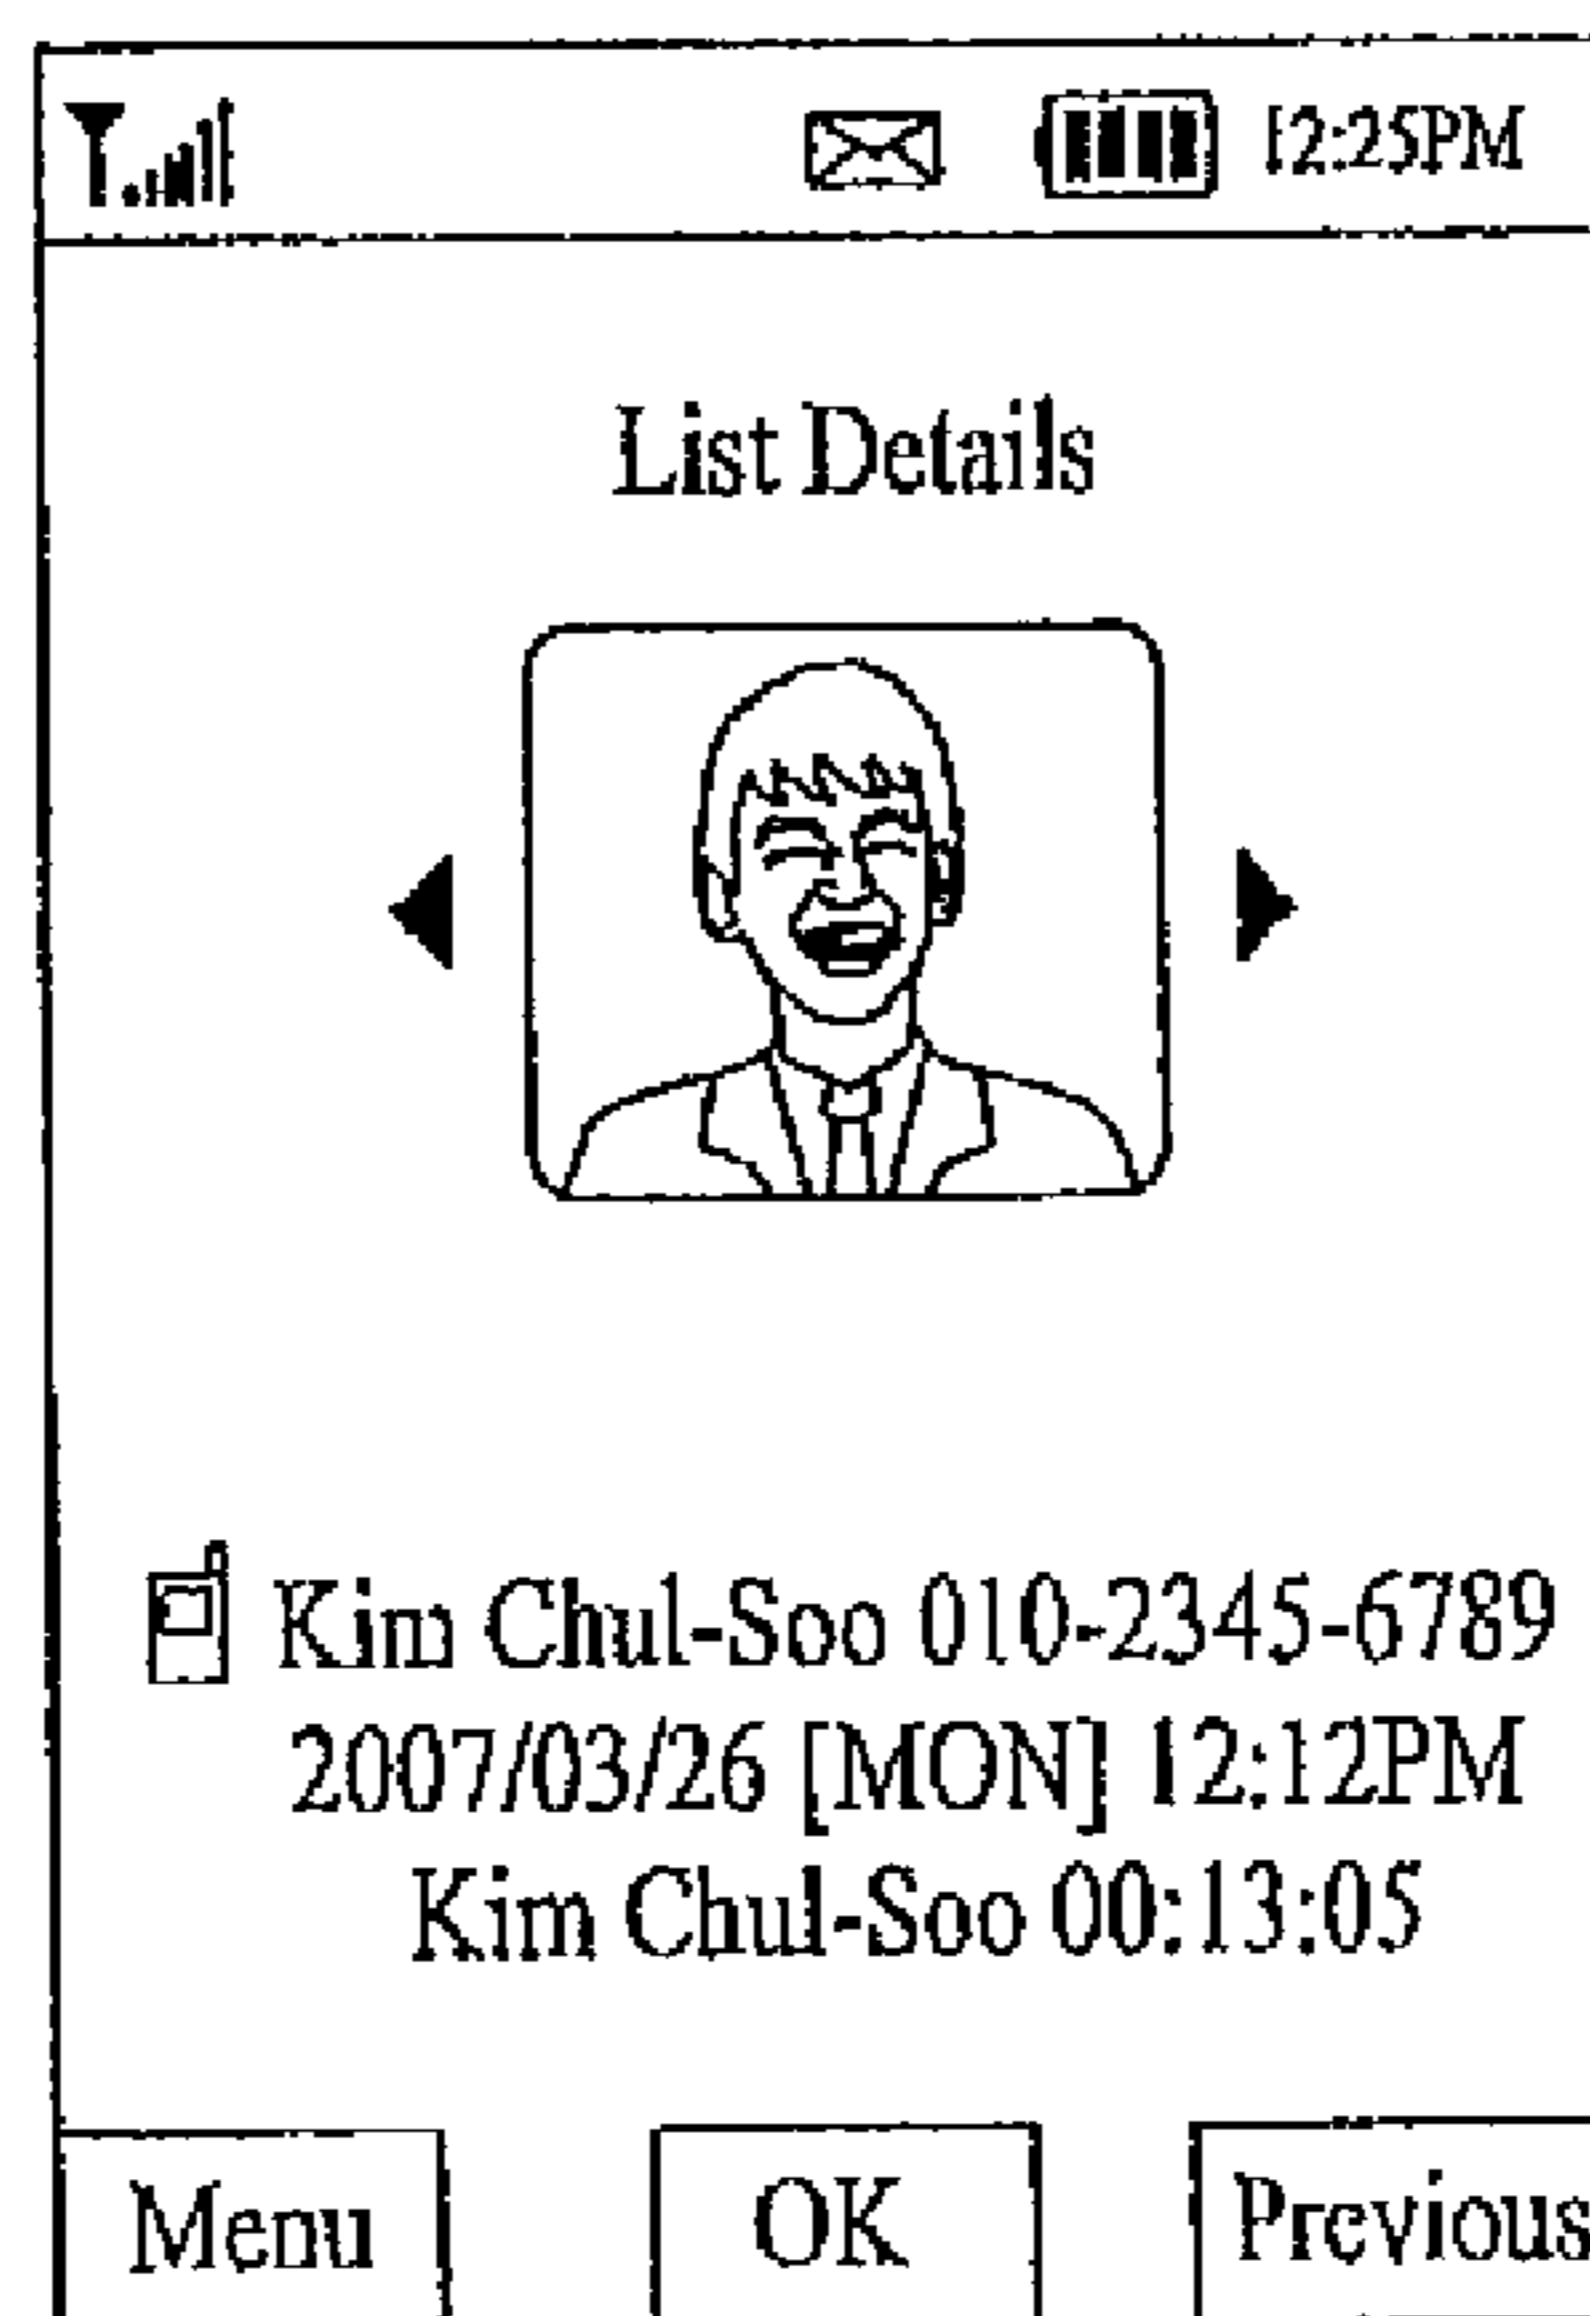 12:25PM
List Details
Kim Chul-Soo 010-2345-6789
2007/03/26 [MON] 12:12PM
Kim Chul-Soo 00:13:05
Menu OK Previous